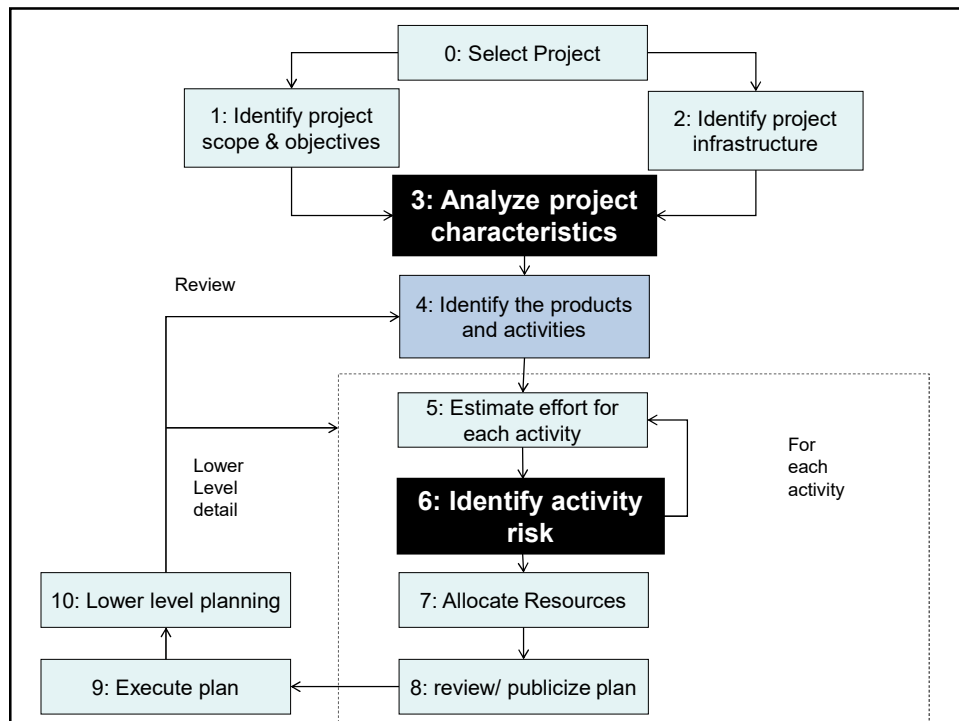 0: Select Project
1: Identify project
scope & objectives
2: Identify project
infrastructure
3: Analyze project
characteristics
Review
4: Identify the products
and activities
5: Estimate effort for
each activity
For
each
activity
Lower
Level
detail
6: Identify activity
risk
10: Lower level planning
7: Allocate Resources
9: Execute plan
8: review/ publicize plan